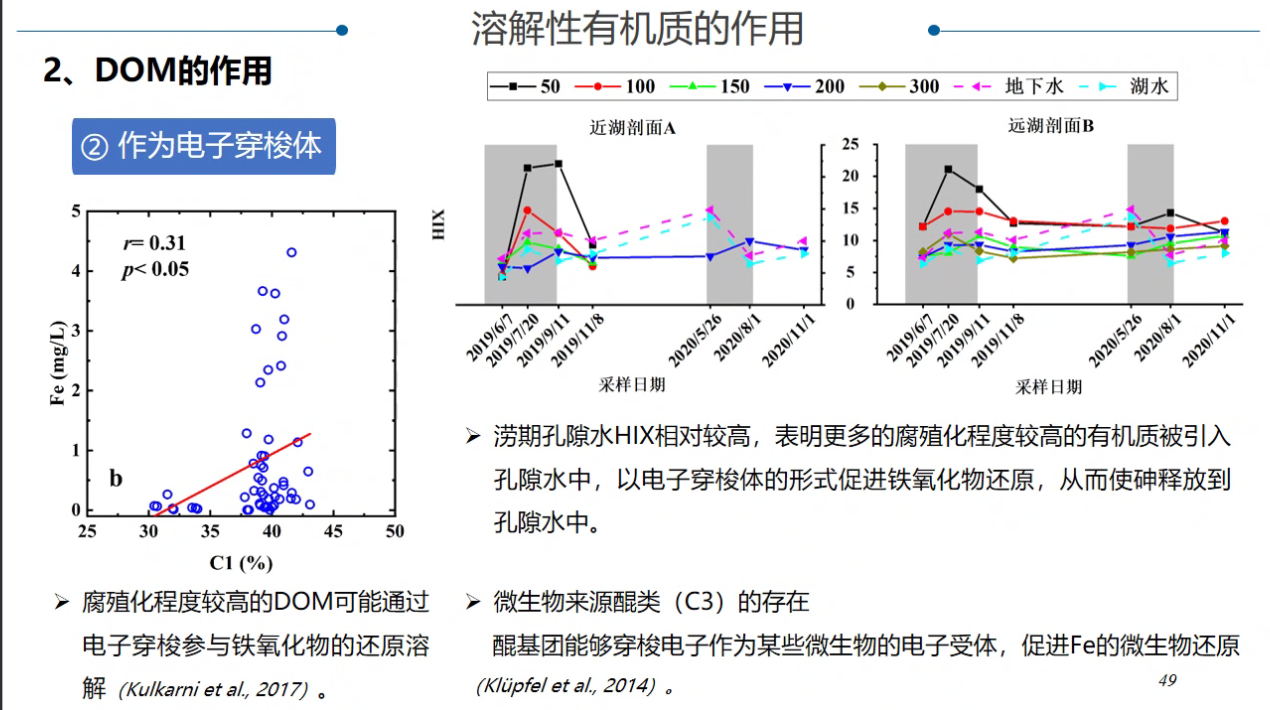 溶解性有机质的作用
2、DOM的作用
② 作为电子穿梭体
50 100 150 200 300 地下水 湖水
近湖剖面A
远湖剖面B
HIX
25
20
15
10
5
0
2019/6/7 2019/7/20 2019/9/11 2019/11/8 2020/5/26 2020/8/1 2020/11/1
采样日期
2019/6/7 2019/7/20 2019/9/11 2019/11/8 2020/5/26 2020/8/1 2020/11/1
采样日期
r= 0.31
p< 0.05
Fe (mg/L)
5
4
3
2
1
0
b
25 30 35 40 45 50
C1 (%)
➢ 涝期孔隙水HIX相对较高，表明更多的腐殖化程度较高的有机质被引入
孔隙水中，以电子穿梭体的形式促进铁氧化物还原，从而使砷释放到
孔隙水中。
➢ 腐殖化程度较高的DOM可能通过
电子穿梭参与铁氧化物的还原溶
解（Kulkarni et al., 2017）。
➢ 微生物来源醌类（C3）的存在
醌基团能够穿梭电子作为某些微生物的电子受体，促进Fe的微生物还原
（Klüpfel et al., 2014）。
49